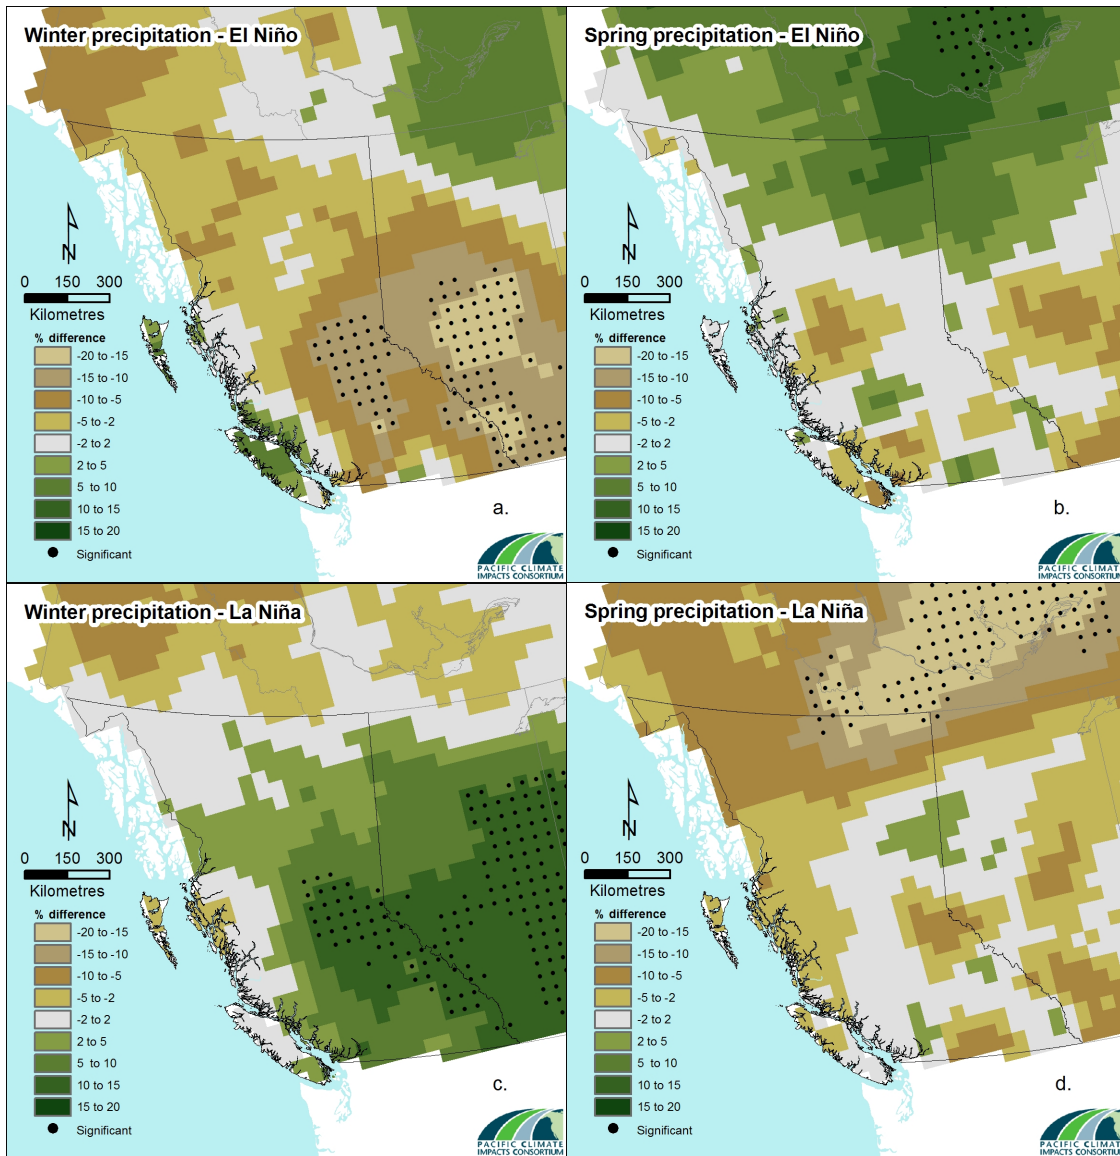 Winter precipitation - El Niño
N
0 150 300
Kilometres
% difference
-20 to -15
-15 to -10
-10 to -5
-5 to -2
-2 to 2
2 to 5
5 to 10
10 to 15
15 to 20
Significant
a.
PACIFIC CLIMATE
IMPACTS CONSORTIUM
Spring precipitation - El Niño
N
0 150 300
Kilometres
% difference
-20 to -15
-15 to -10
-10 to -5
-5 to -2
-2 to 2
2 to 5
5 to 10
10 to 15
15 to 20
Significant
b.
PACIFIC CLIMATE
IMPACTS CONSORTIUM
Winter precipitation - La Niña
N
0 150 300
Kilometres
% difference
-20 to -15
-15 to -10
-10 to -5
-5 to -2
-2 to 2
2 to 5
5 to 10
10 to 15
15 to 20
Significant
c.
PACIFIC CLIMATE
IMPACTS CONSORTIUM
Spring precipitation - La Niña
N
0 150 300
Kilometres
% difference
-20 to -15
-15 to -10
-10 to -5
-5 to -2
-2 to 2
2 to 5
5 to 10
10 to 15
15 to 20
Significant
d.
PACIFIC CLIMATE
IMPACTS CONSORTIUM